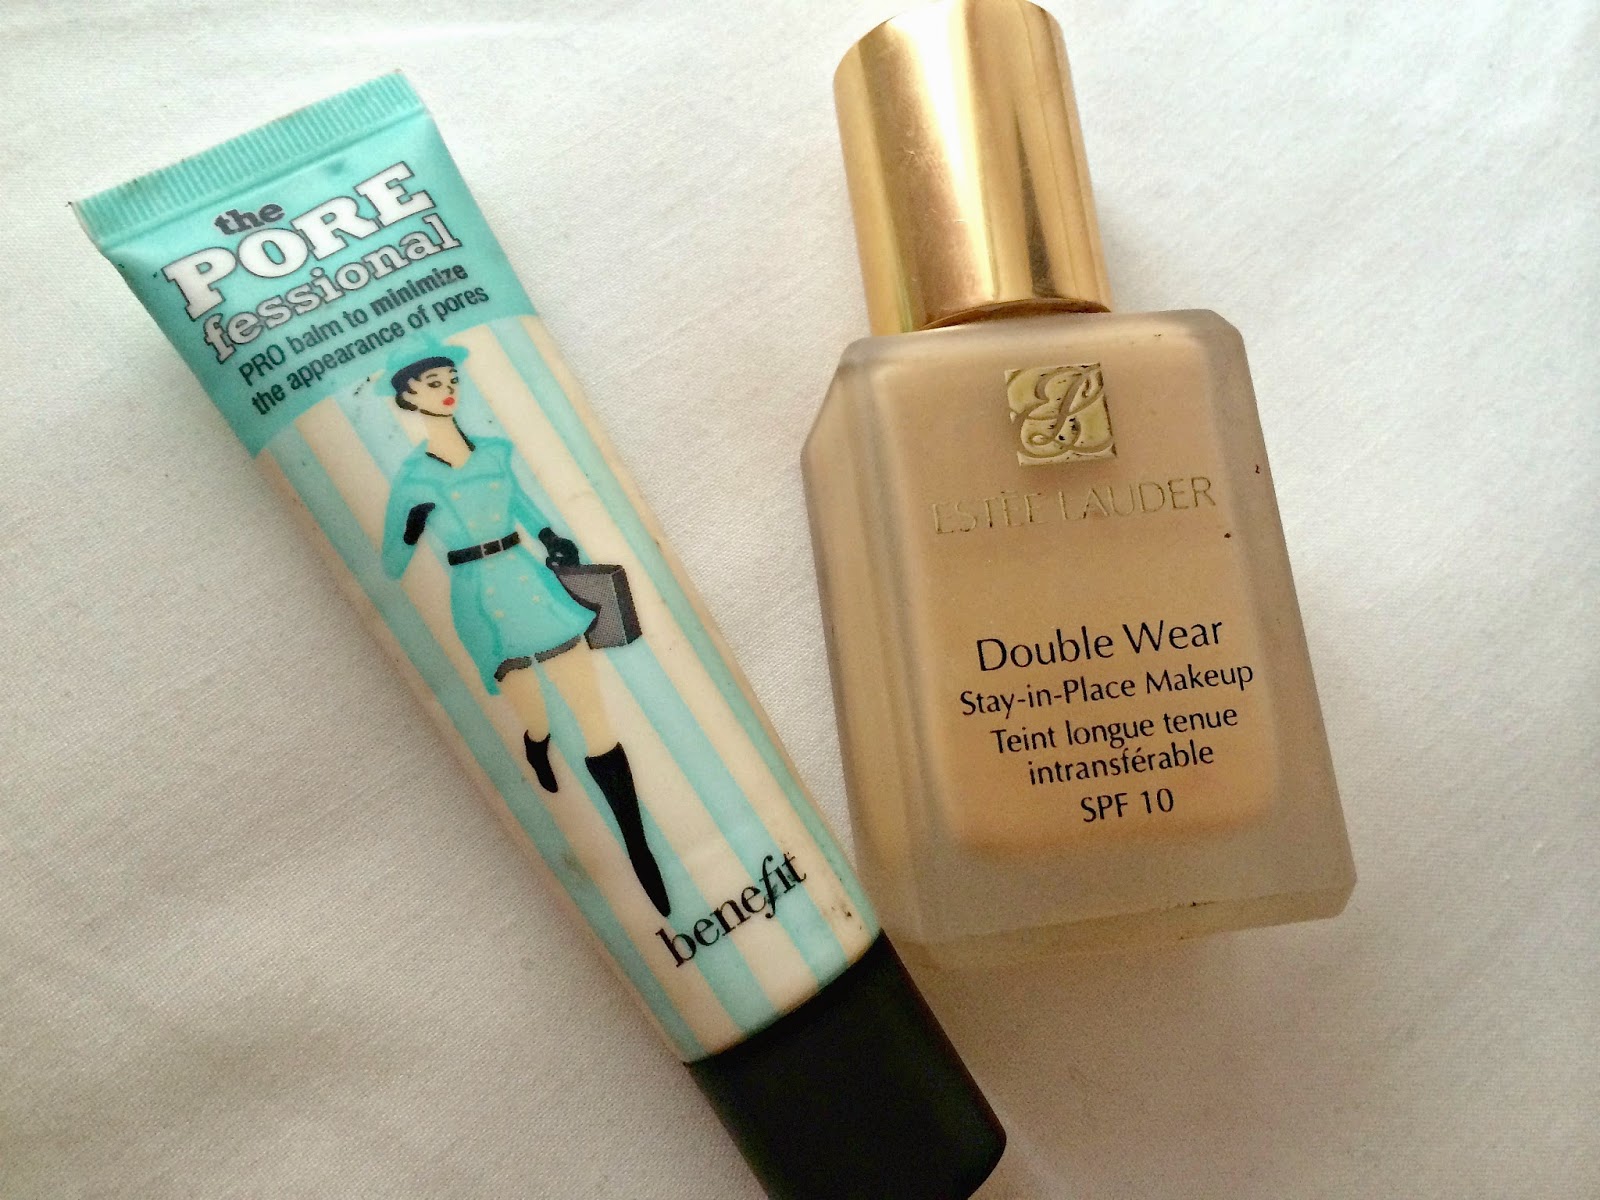 the
PORE
fessional
PRO balm to minimize
the appearance of pores
benefit
EL
ESTĒE LAUDER
Double Wear
Stay-in-Place Makeup
Teint longue tenue
intransférable
SPF 10